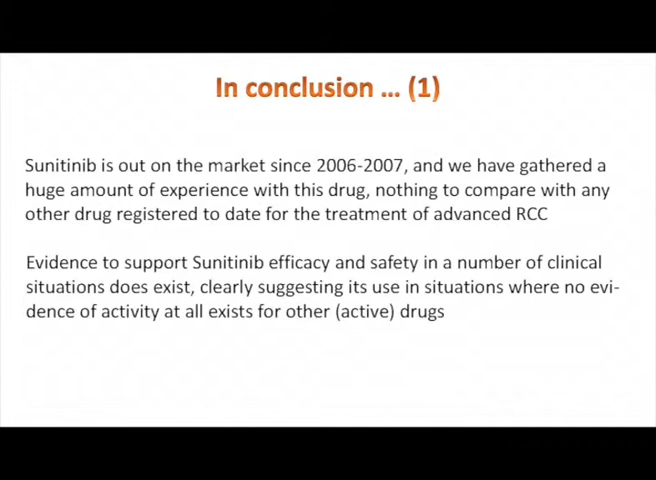 In conclusion ... (1)
Sunitinib is out on the market since 2006-2007, and we have gathered a
huge amount of experience with this drug, nothing to compare with any
other drug registered to date for the treatment of advanced RCC
Evidence to support Sunitinib efficacy and safety in a number of clinical
situations does exist, clearly suggesting its use in situations where no evi-
dence of activity at all exists for other (active) drugs